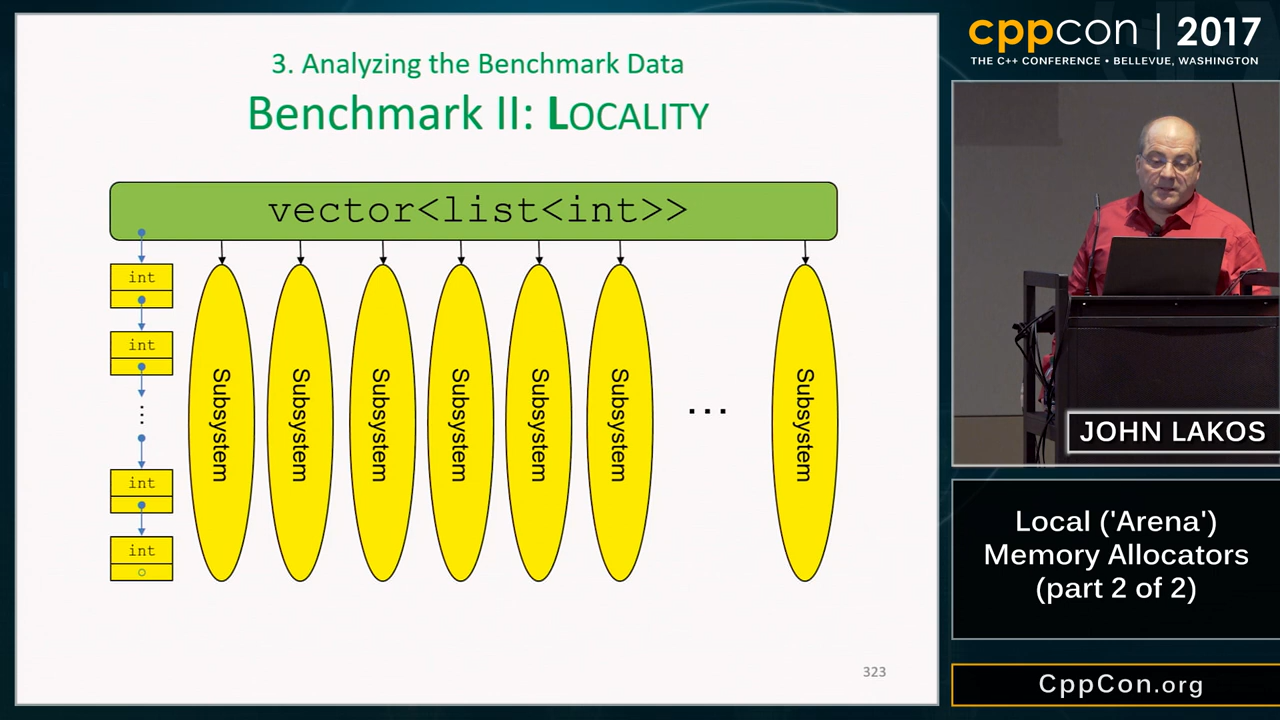 3. Analyzing the Benchmark Data
Benchmark II: LOCALITY
vector<list<int>>
int
int
int
int
Subsystem
Subsystem
Subsystem
Subsystem
Subsystem
Subsystem
...
Subsystem
323
cppcon | 2017
THE C++ CONFERENCE • BELLEVUE, WASHINGTON
JOHN LAKOS
Local ('Arena')
Memory Allocators
(part 2 of 2)
CppCon.org